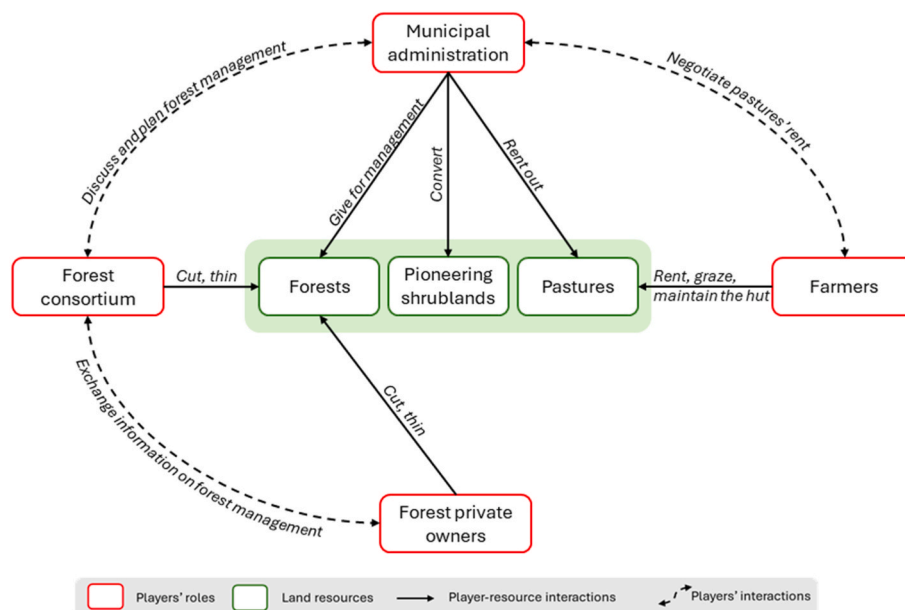 Municipal
administration
Discuss and plan forest management
Negotiate pastures' rent
Give for management
Convert
Rent out
Forest
consortium
Cut, thin
Forests
Pioneering
shrublands
Pastures
Rent, graze,
maintain the hut
Farmers
Exchange information on forest management
Cut, thin
Forest private
owners
Players' roles
Land resources
Player-resource interactions
Players' interactions